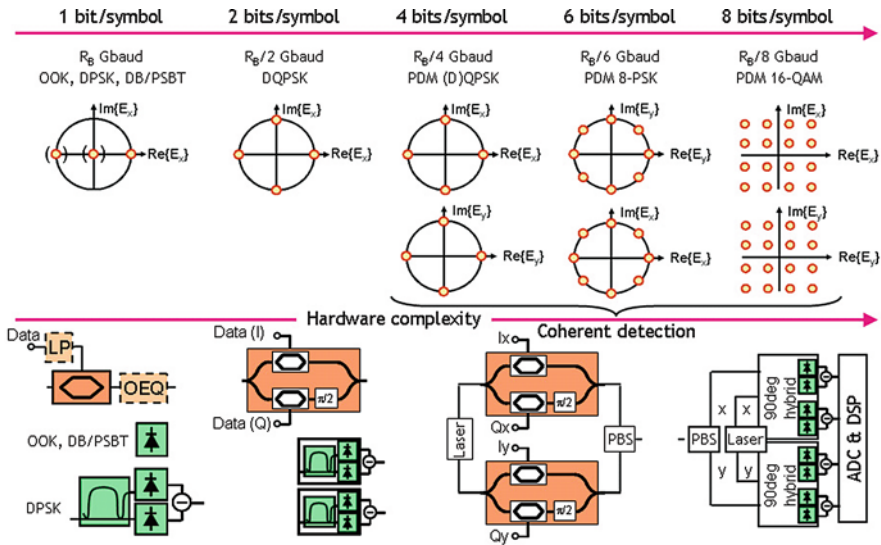 1 bit/symbol
2 bits/symbol
4 bits/symbol
6 bits/symbol
8 bits/symbol
R_B Gbaud
R_B/2 Gbaud
R_B/4 Gbaud
R_B/6 Gbaud
R_B/8 Gbaud
OOK, DPSK, DB/PSBT
DQPSK
PDM (D)QPSK
PDM 8-PSK
PDM 16-QAM
Im{E_x}
Im{E_x}
Im{E_x}
Im{E_y}
Im{E_x}
( ) ( )
Re{E_x}
Re{E_x}
Re{E_x}
Re{E_y}
Re{E_x}
Im{E_y}
Im{E_x}
Im{E_y}
Re{E_y}
Re{E_x}
Re{E_y}
Hardware complexity
Coherent detection
Data
LP
OEQ
OOK, DB/PSBT
DPSK
Data (I)
π/2
Data (Q)
Ix
π/2
Qx
Laser
PBS
Iy
π/2
Qy
PBS
x
x
Laser
y
y
90deg hybrid
90deg hybrid
ADC & DSP